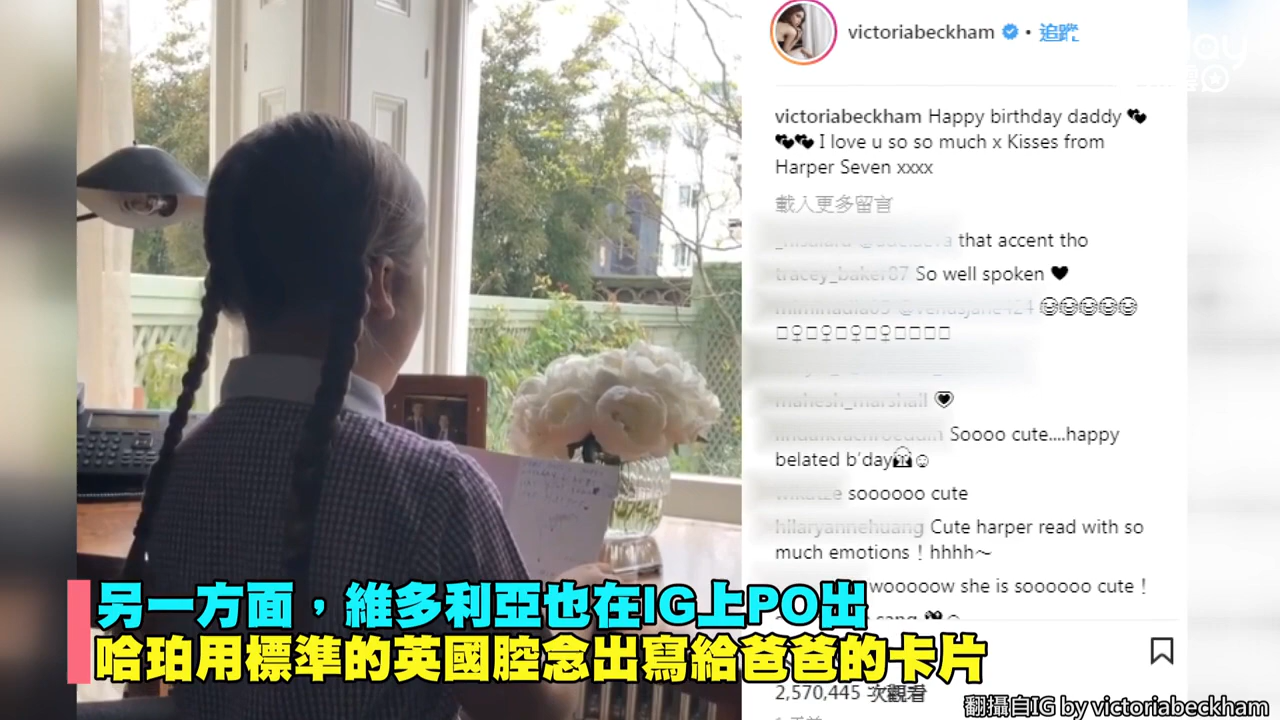 victoriabeckham • 追蹤
victoriabeckham Happy birthday daddy
I love u so so much x Kisses from
Harper Seven xxxx
載入更多留言
that accent tho
tracey_baker87 So well spoken
mahesh_marshall
Soooo cute....happy
belated b'day
soooooo cute
hilaryannehuang Cute harper read with so
much emotions！hhhh～
wooooow she is soooooo cute！
另一方面，維多利亞也在IG上PO出
哈珀用標準的英國腔念出寫給爸爸的卡片
2,570,445 次觀看
翻攝自IG by victoriabeckham